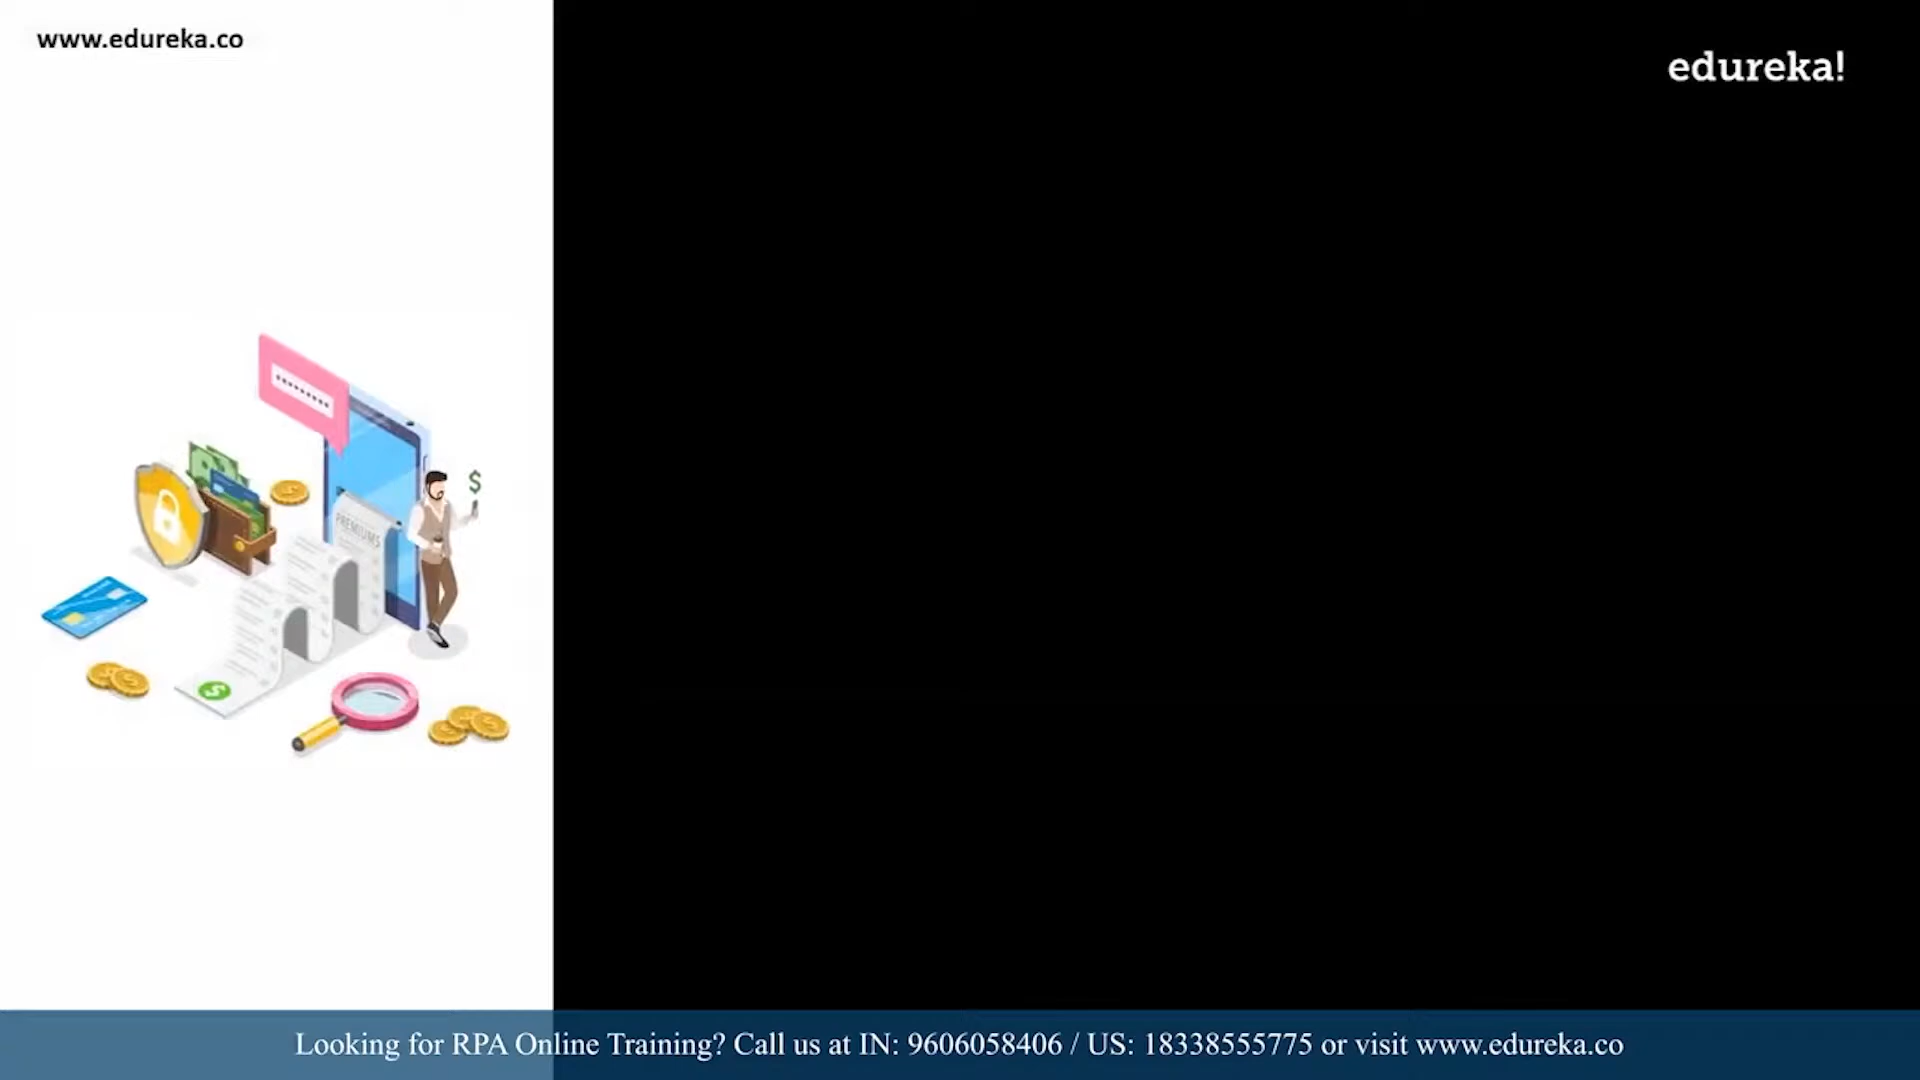 www.edureka.co
edureka!
PREMIUMS
Looking for RPA Online Training? Call us at IN: 9606058406 / US: 18338555775 or visit www.edureka.co